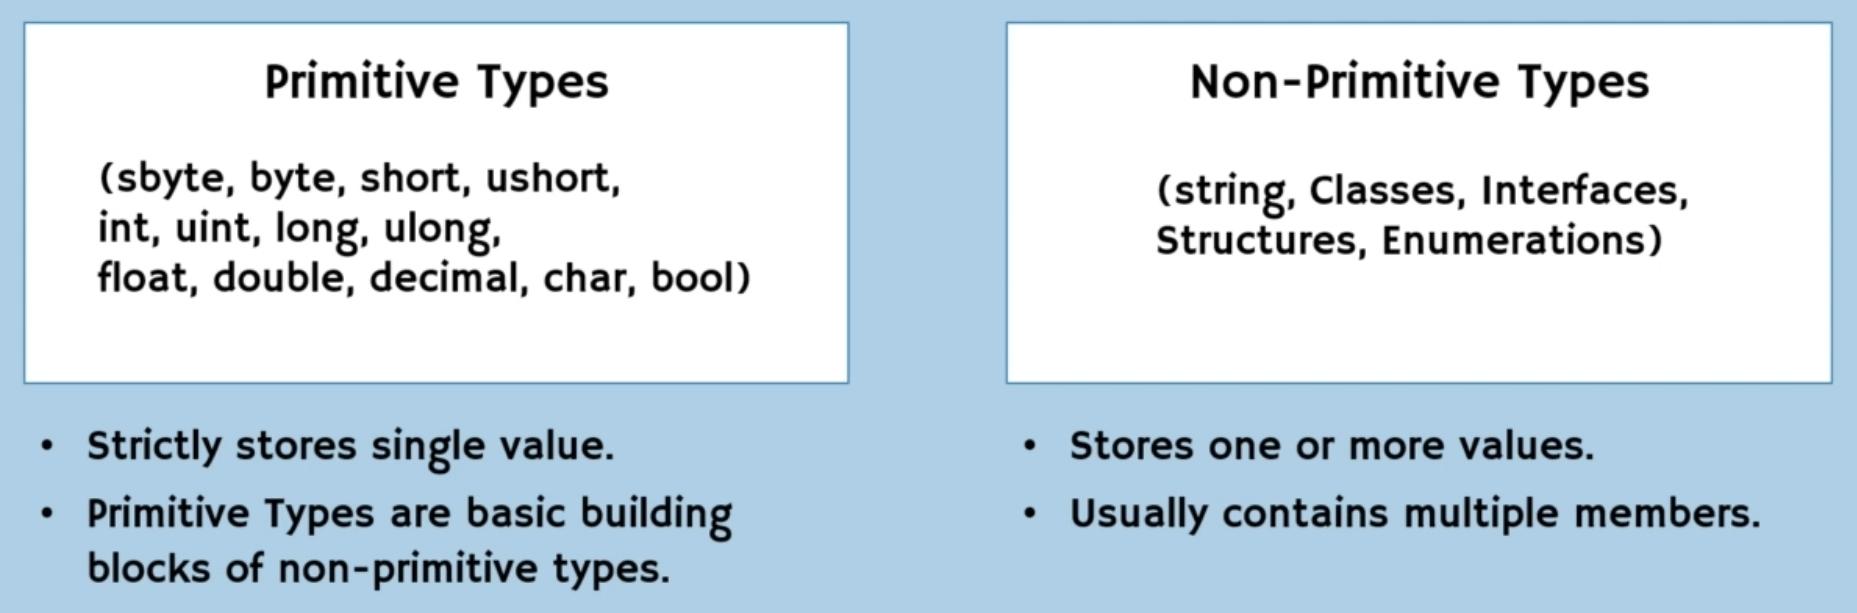 Primitive Types
(sbyte, byte, short, ushort,
int, uint, long, ulong,
float, double, decimal, char, bool)
• Strictly stores single value.
• Primitive Types are basic building
blocks of non-primitive types.
Non-Primitive Types
(string, Classes, Interfaces,
Structures, Enumerations)
• Stores one or more values.
• Usually contains multiple members.